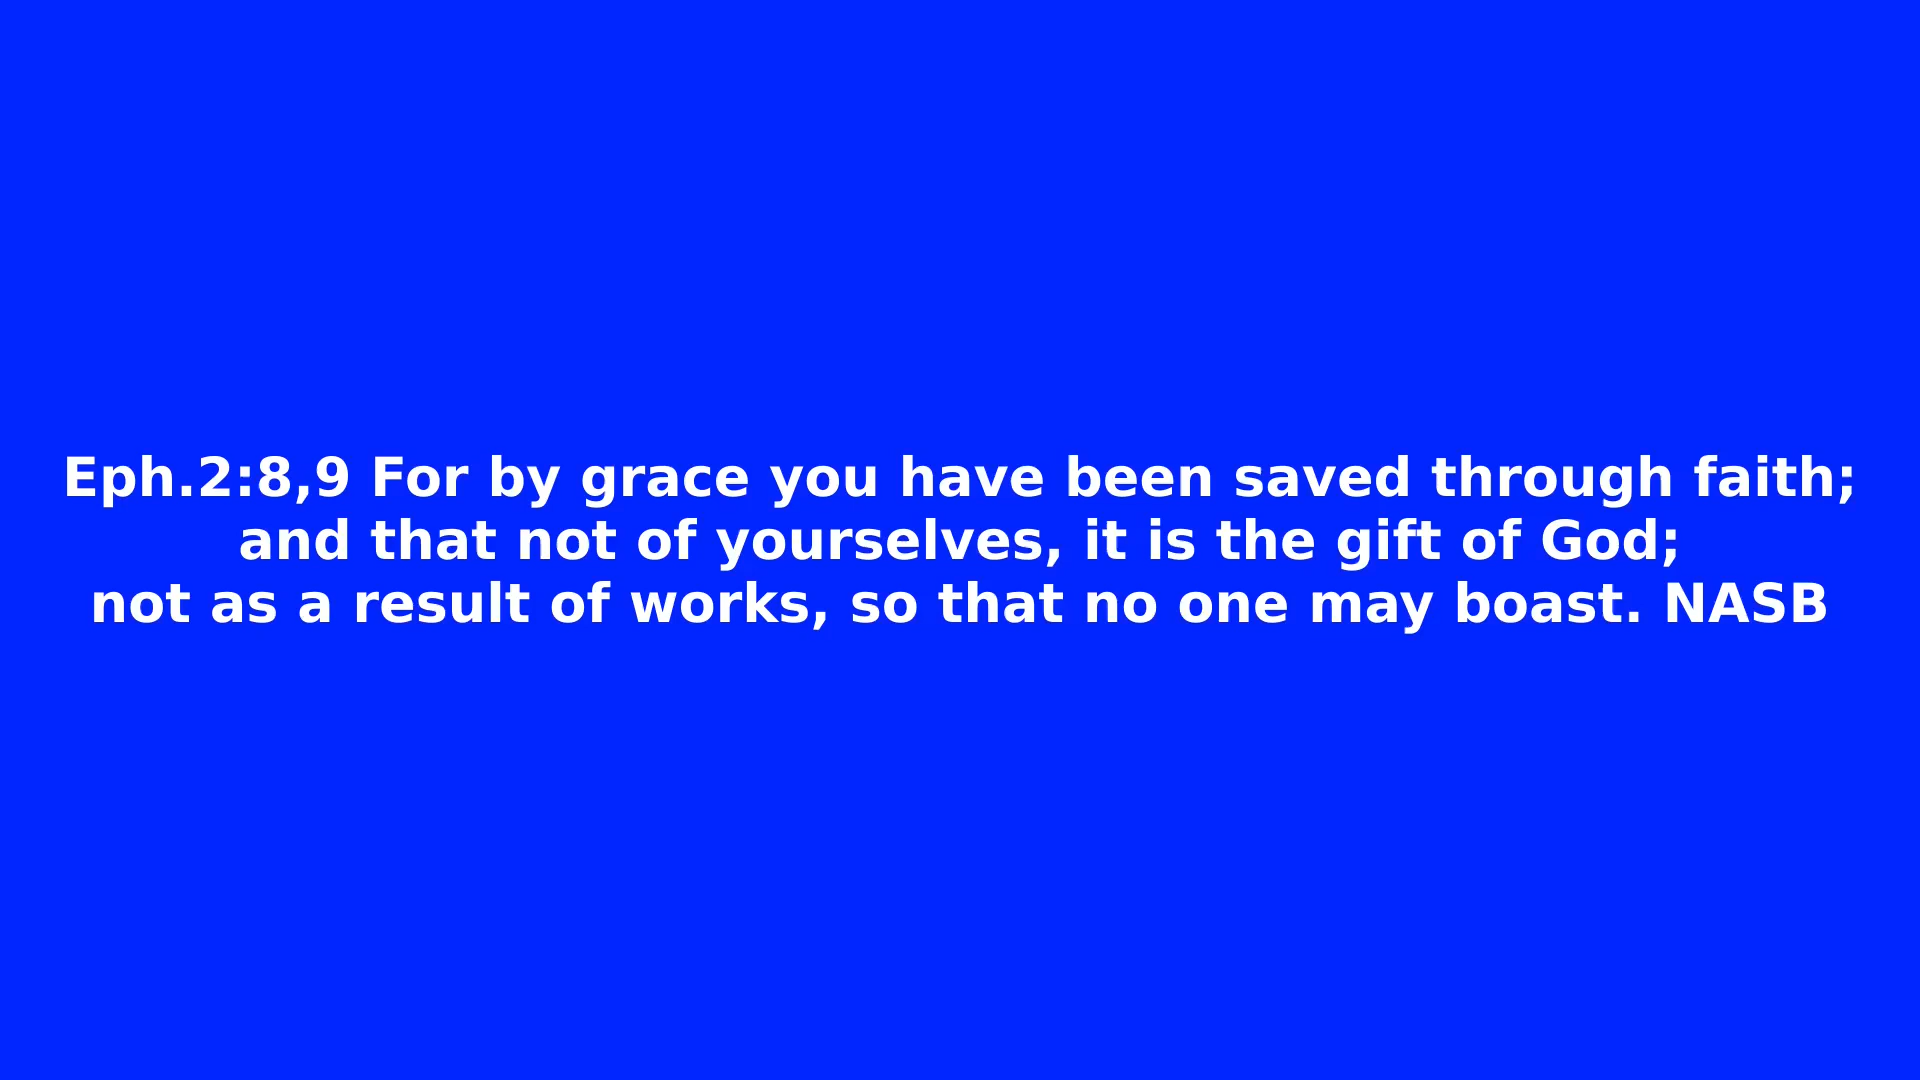 Eph.2:8,9 For by grace you have been saved through faith;
and that not of yourselves, it is the gift of God;
not as a result of works, so that no one may boast. NASB